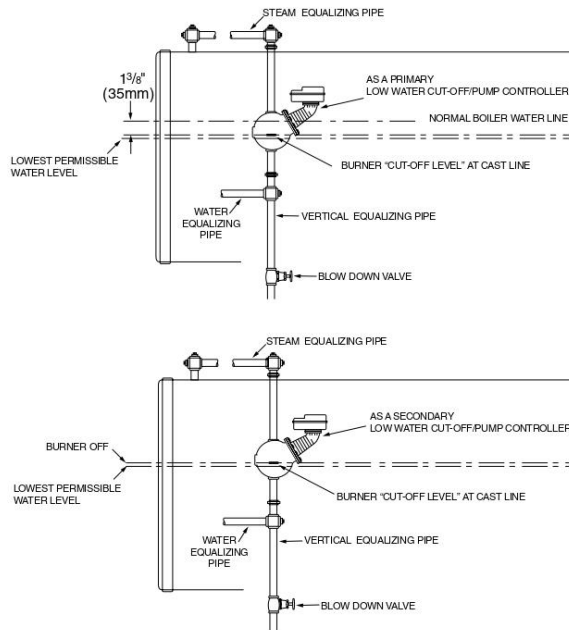 STEAM EQUALIZING PIPE
1 3/8"
(35mm)
AS A PRIMARY
LOW WATER CUT-OFF/PUMP CONTROLLER
NORMAL BOILER WATER LINE
LOWEST PERMISSIBLE
WATER LEVEL
BURNER "CUT-OFF LEVEL" AT CAST LINE
WATER
EQUALIZING
PIPE
VERTICAL EQUALIZING PIPE
BLOW DOWN VALVE
STEAM EQUALIZING PIPE
AS A SECONDARY
LOW WATER CUT-OFF/PUMP CONTROLLER
BURNER OFF
LOWEST PERMISSIBLE
WATER LEVEL
BURNER "CUT-OFF LEVEL" AT CAST LINE
WATER
EQUALIZING
PIPE
VERTICAL EQUALIZING PIPE
BLOW DOWN VALVE